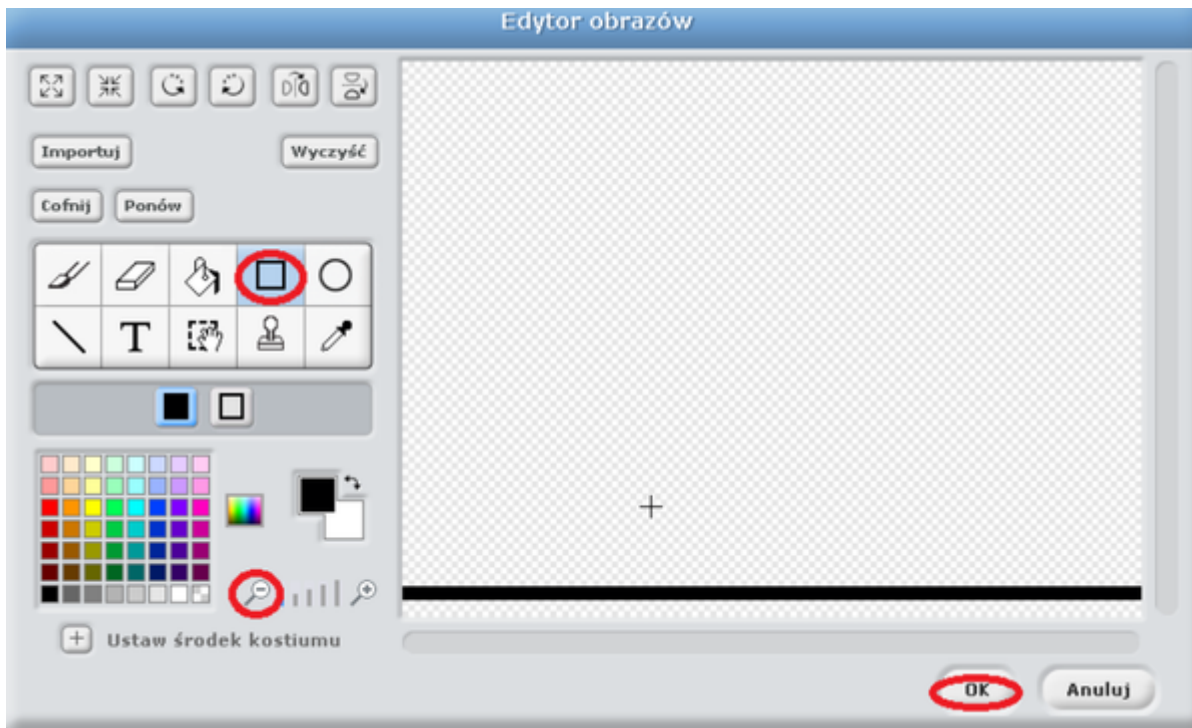 Edytor obrazów
Importuj
Wyczyść
Cofnij
Ponów
T
Ustaw środek kostiumu
OK
Anuluj